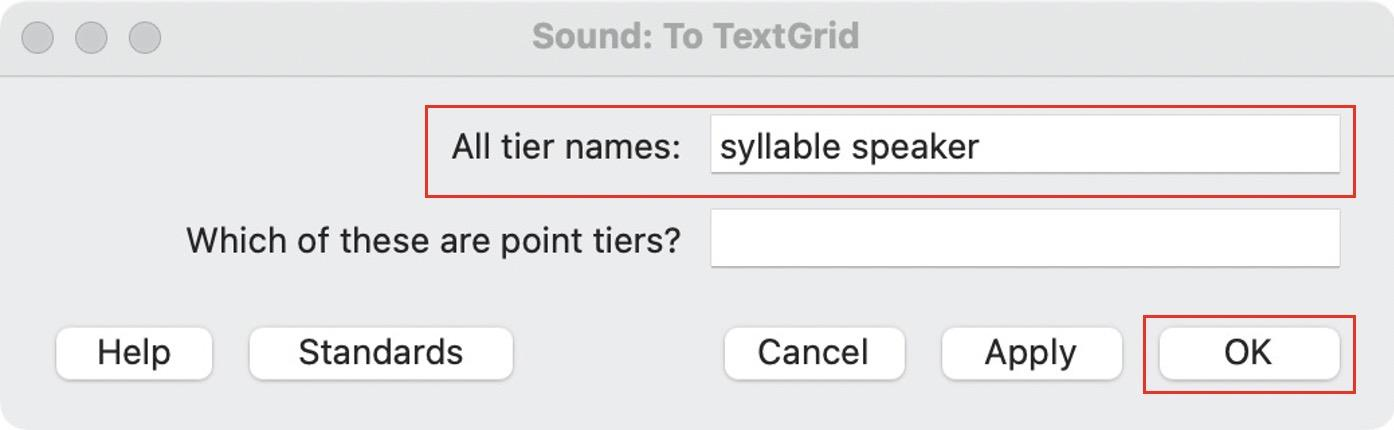 Sound: To TextGrid
All tier names: syllable speaker
Which of these are point tiers?
Help Standards Cancel Apply OK